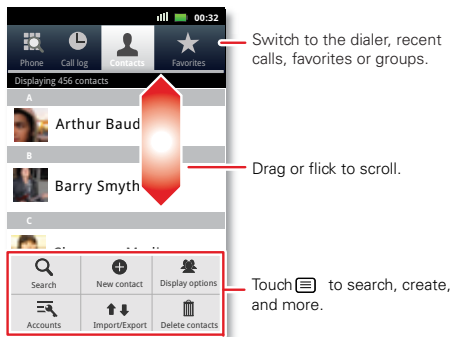 00:32
Phone Call log Contacts Favorites
Displaying 456 contacts
A
Arthur Baud
B
Barry Smyth
C
Search New contact Display options
Accounts Import/Export Delete contacts
Switch to the dialer, recent
calls, favorites or groups.
Drag or flick to scroll.
Touch to search, create,
and more.